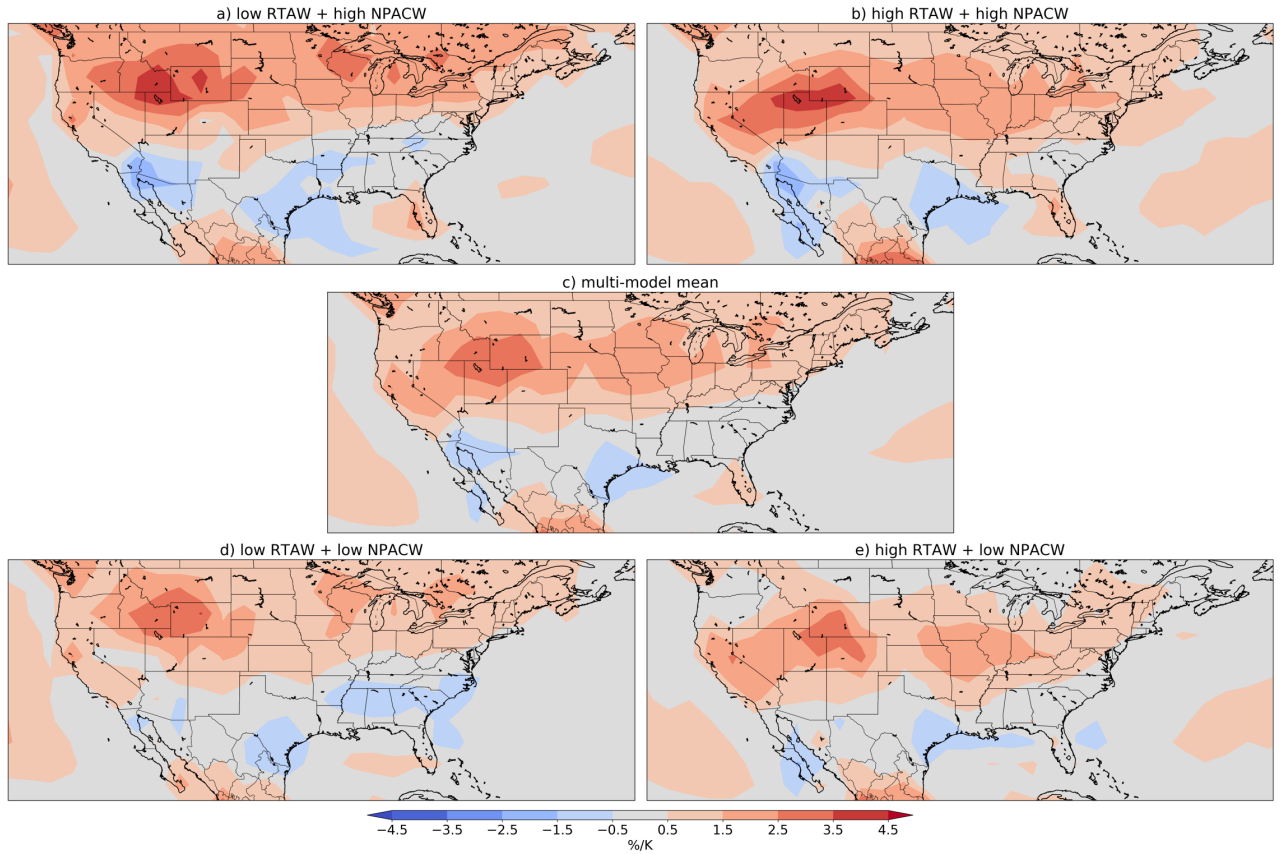 a) low RTAW + high NPACW
b) high RTAW + high NPACW
c) multi-model mean
d) low RTAW + low NPACW
e) high RTAW + low NPACW
−4.5 −3.5 −2.5 −1.5 −0.5 0.5 1.5 2.5 3.5 4.5
%/K